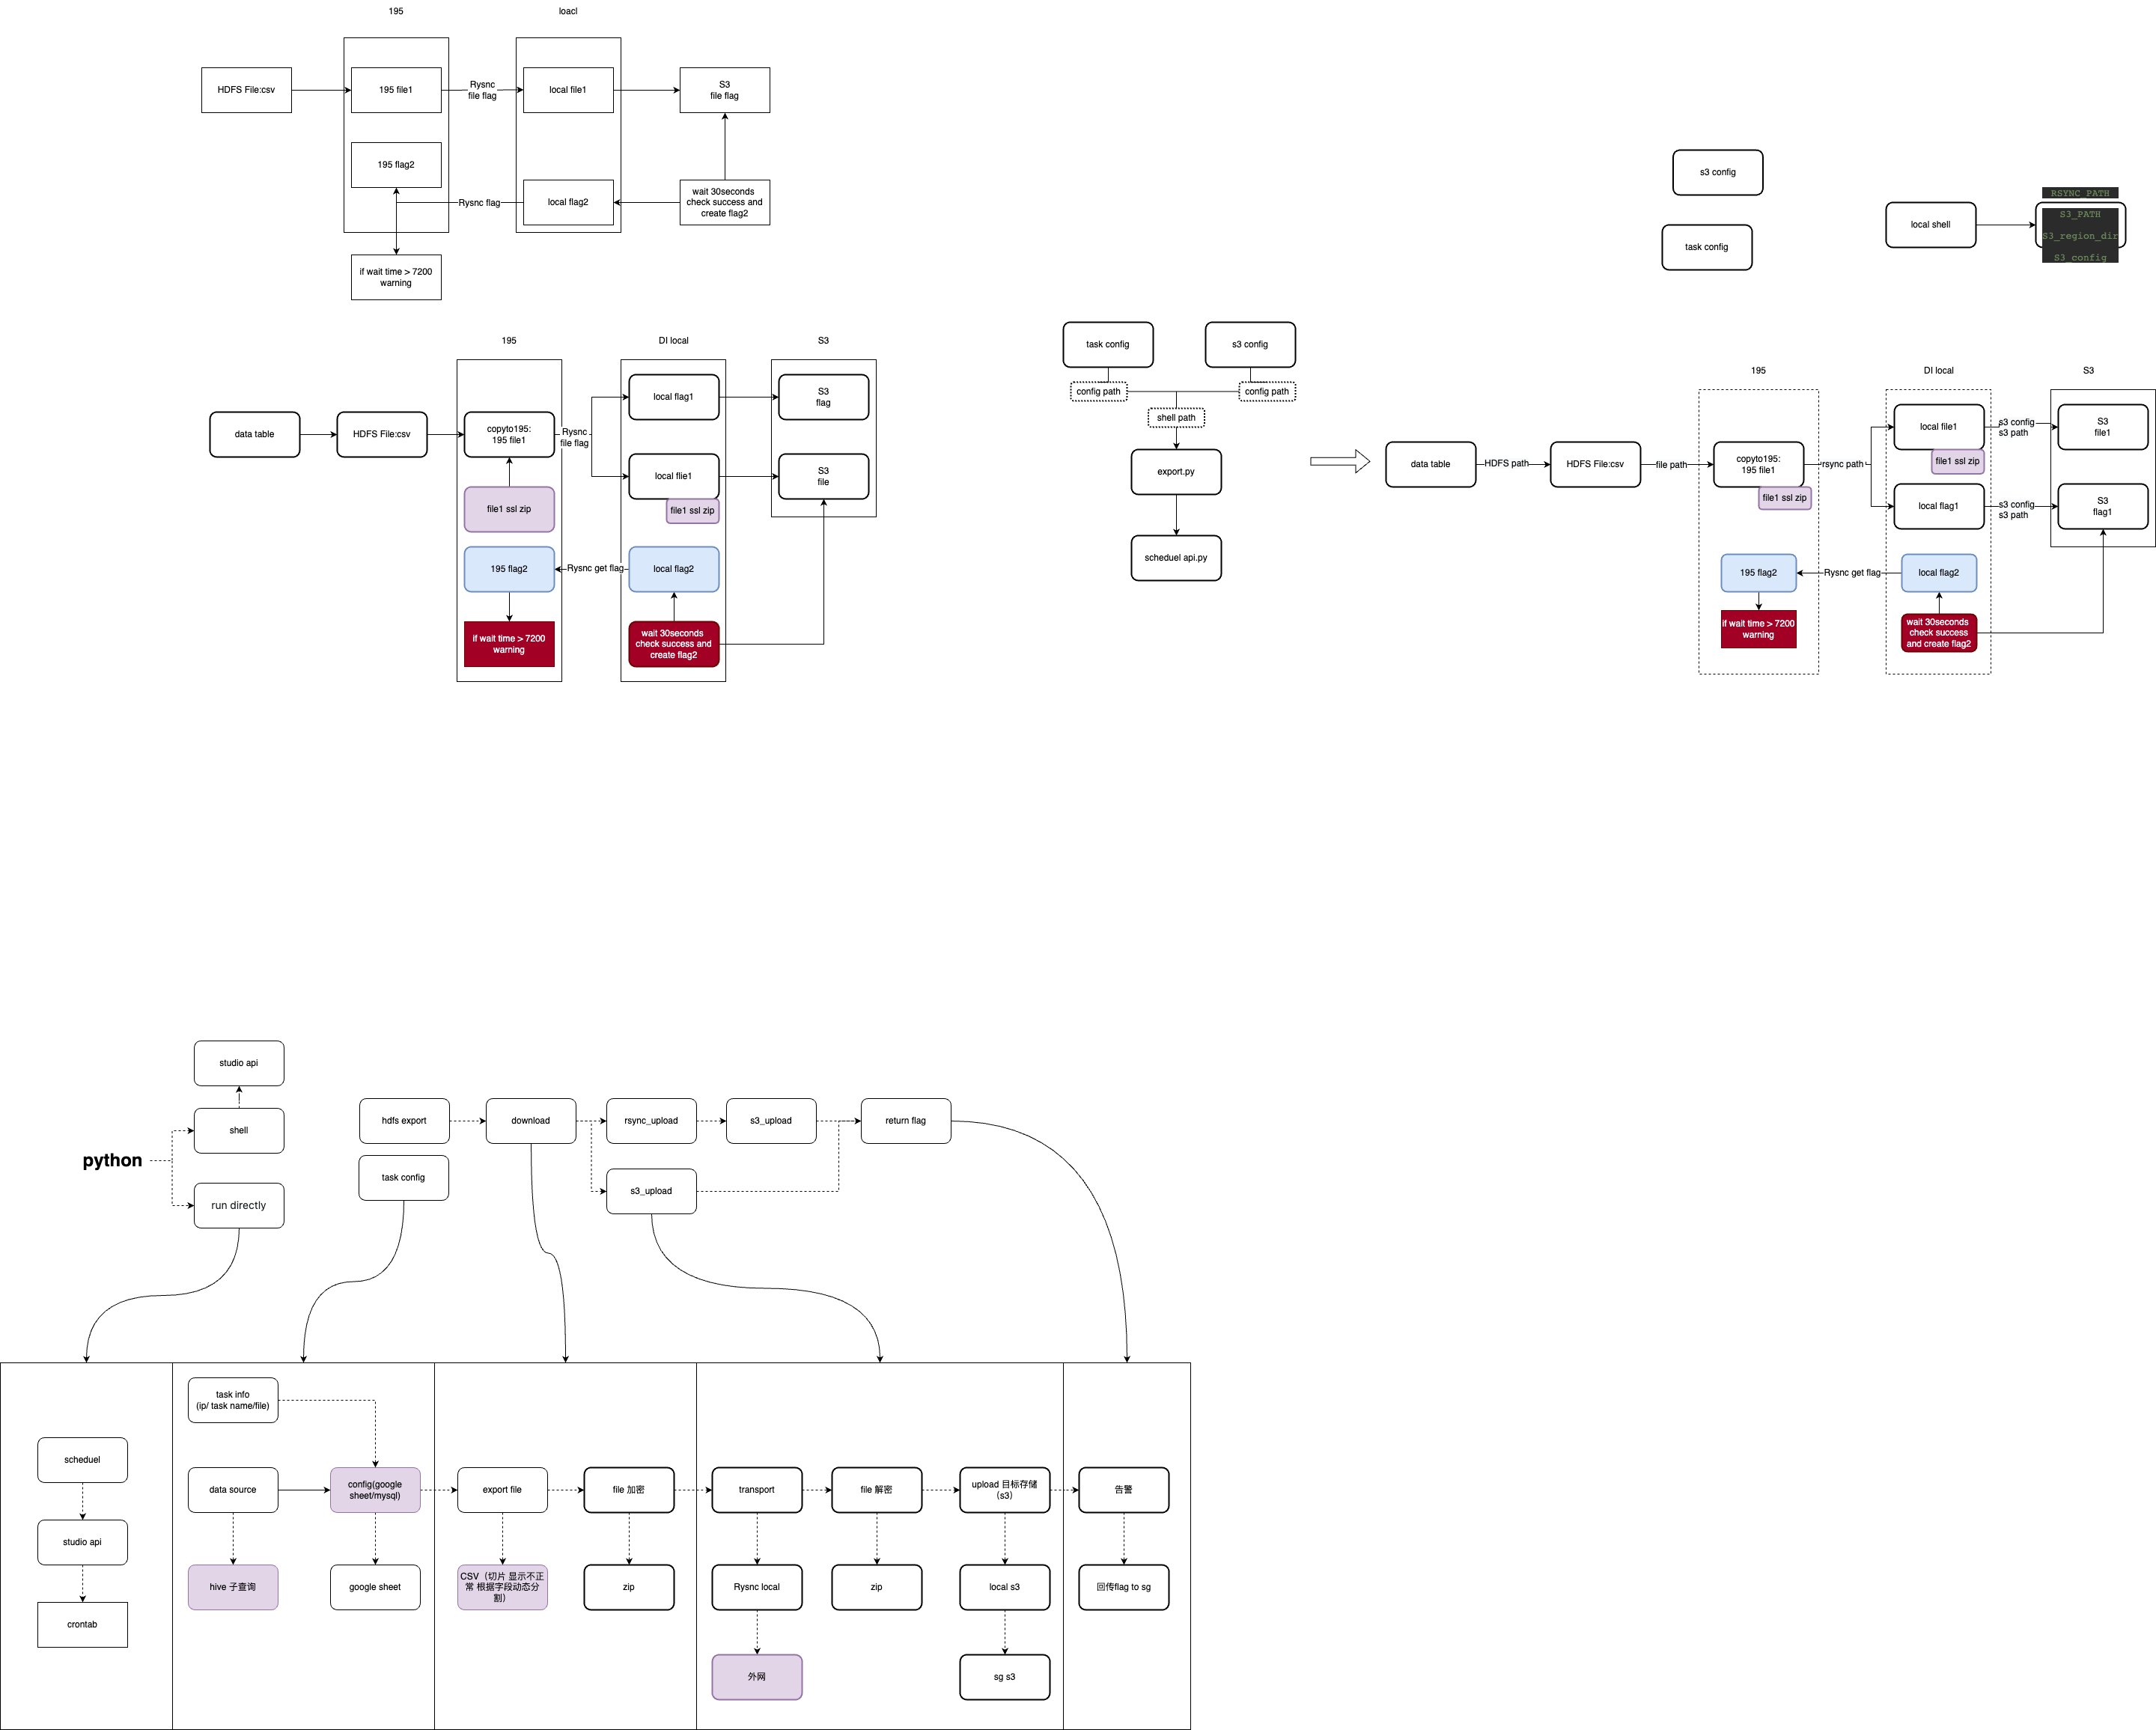 195
loacl
HDFS File:csv
195 file1
Rysnc
file flag
local file1
S3
file flag
195 flag2
Rysnc flag
local flag2
wait 30seconds
check success and
create flag2
if wait time > 7200
warning
s3 config
task config
local shell
RSYNC_PATH
S3_PATH
S3_region_dir
S3_config
195
DI local
S3
data table
HDFS File:csv
copyto195:
195 file1
Rysnc
file flag
local flag1
S3
flag
local flie1
S3
file
file1 ssl zip
file1 ssl zip
195 flag2
Rysnc get flag
local flag2
if wait time > 7200
warning
wait 30seconds
check success and
create flag2
task config
s3 config
config path
config path
shell path
export.py
scheduel api.py
195
DI local
S3
data table
HDFS path
HDFS File:csv
file path
copyto195:
195 file1
file1 ssl zip
rsync path
local file1
file1 ssl zip
s3 config
s3 path
S3
file1
local flag1
s3 config
s3 path
S3
flag1
195 flag2
Rysnc get flag
local flag2
if wait time > 7200
warning
wait 30seconds
check success
and create flag2
studio api
shell
python
run directly
hdfs export
download
rsync_upload
s3_upload
return flag
task config
s3_upload
task info
(ip/ task name/file)
scheduel
studio api
crontab
data source
config(google
sheet/mysql)
hive 子查询
google sheet
export file
file 加密
CSV（切片 显示不正
常 根据字段动态分
割）
zip
transport
file 解密
upload 目标存储
（s3）
Rysnc local
zip
local s3
外网
sg s3
告警
回传flag to sg